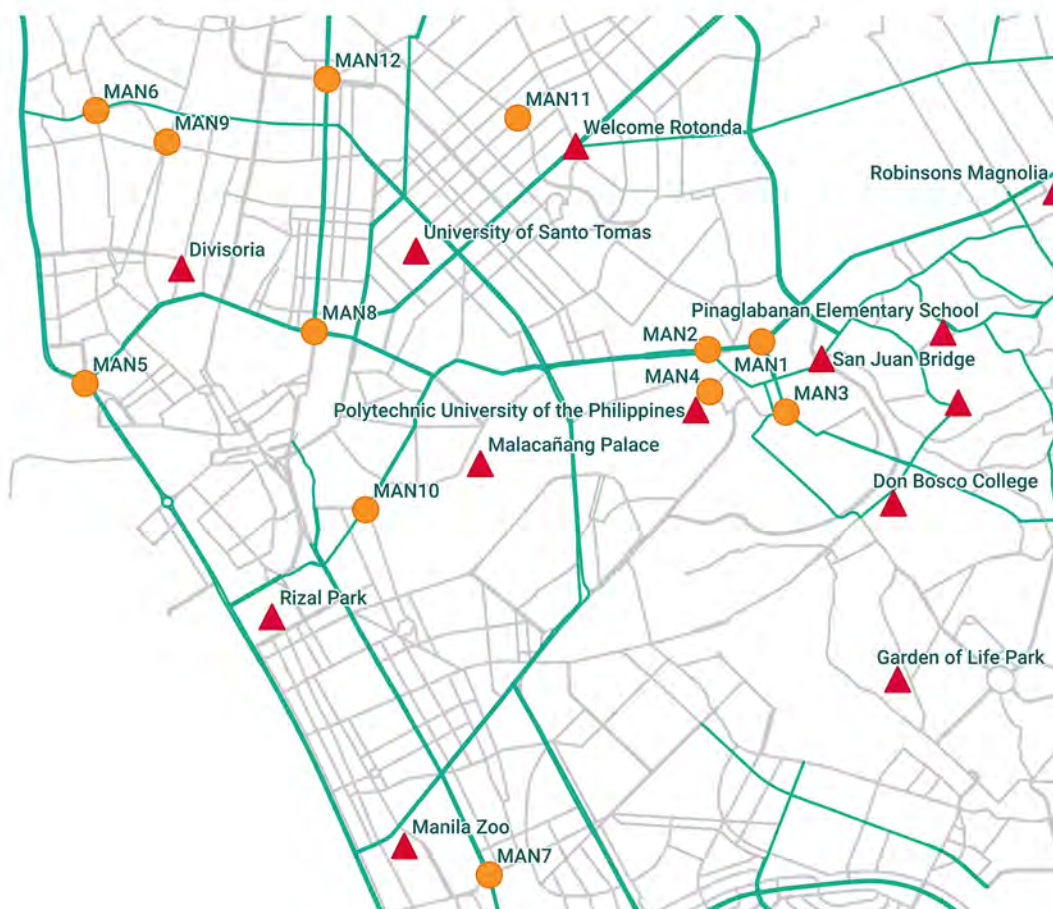 MAN12
MAN6
MAN11
MAN9
Welcome Rotonda
Robinsons Magnolia
University of Santo Tomas
Divisoria
MAN8
Pinaglabanan Elementary School
MAN2
MAN1
San Juan Bridge
MAN5
MAN4
MAN3
Polytechnic University of the Philippines
Malacañang Palace
Don Bosco College
MAN10
Rizal Park
Garden of Life Park
Manila Zoo
MAN7